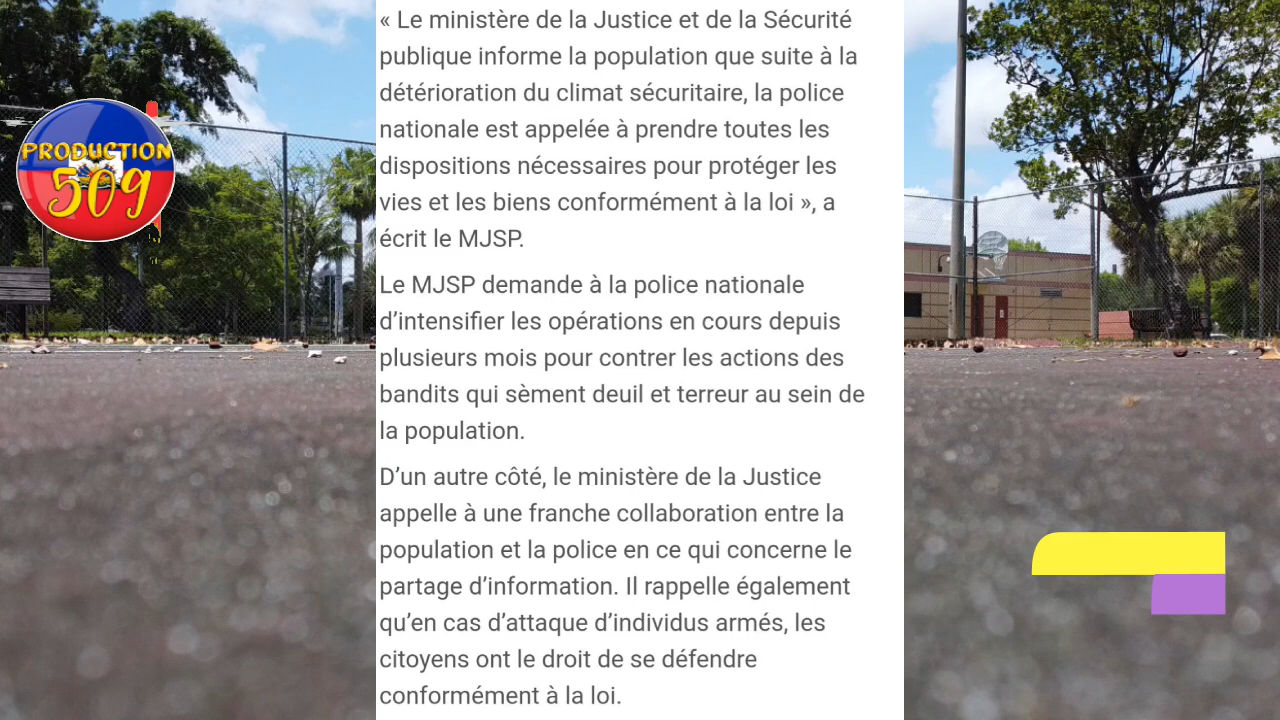 « Le ministère de la Justice et de la Sécurité
publique informe la population que suite à la
détérioration du climat sécuritaire, la police
nationale est appelée à prendre toutes les
dispositions nécessaires pour protéger les
vies et les biens conformément à la loi », a
écrit le MJSP.
Le MJSP demande à la police nationale
d’intensifier les opérations en cours depuis
plusieurs mois pour contrer les actions des
bandits qui sèment deuil et terreur au sein de
la population.
D’un autre côté, le ministère de la Justice
appelle à une franche collaboration entre la
population et la police en ce qui concerne le
partage d’information. Il rappelle également
qu’en cas d’attaque d’individus armés, les
citoyens ont le droit de se défendre
conformément à la loi.
PRODUCTION
509